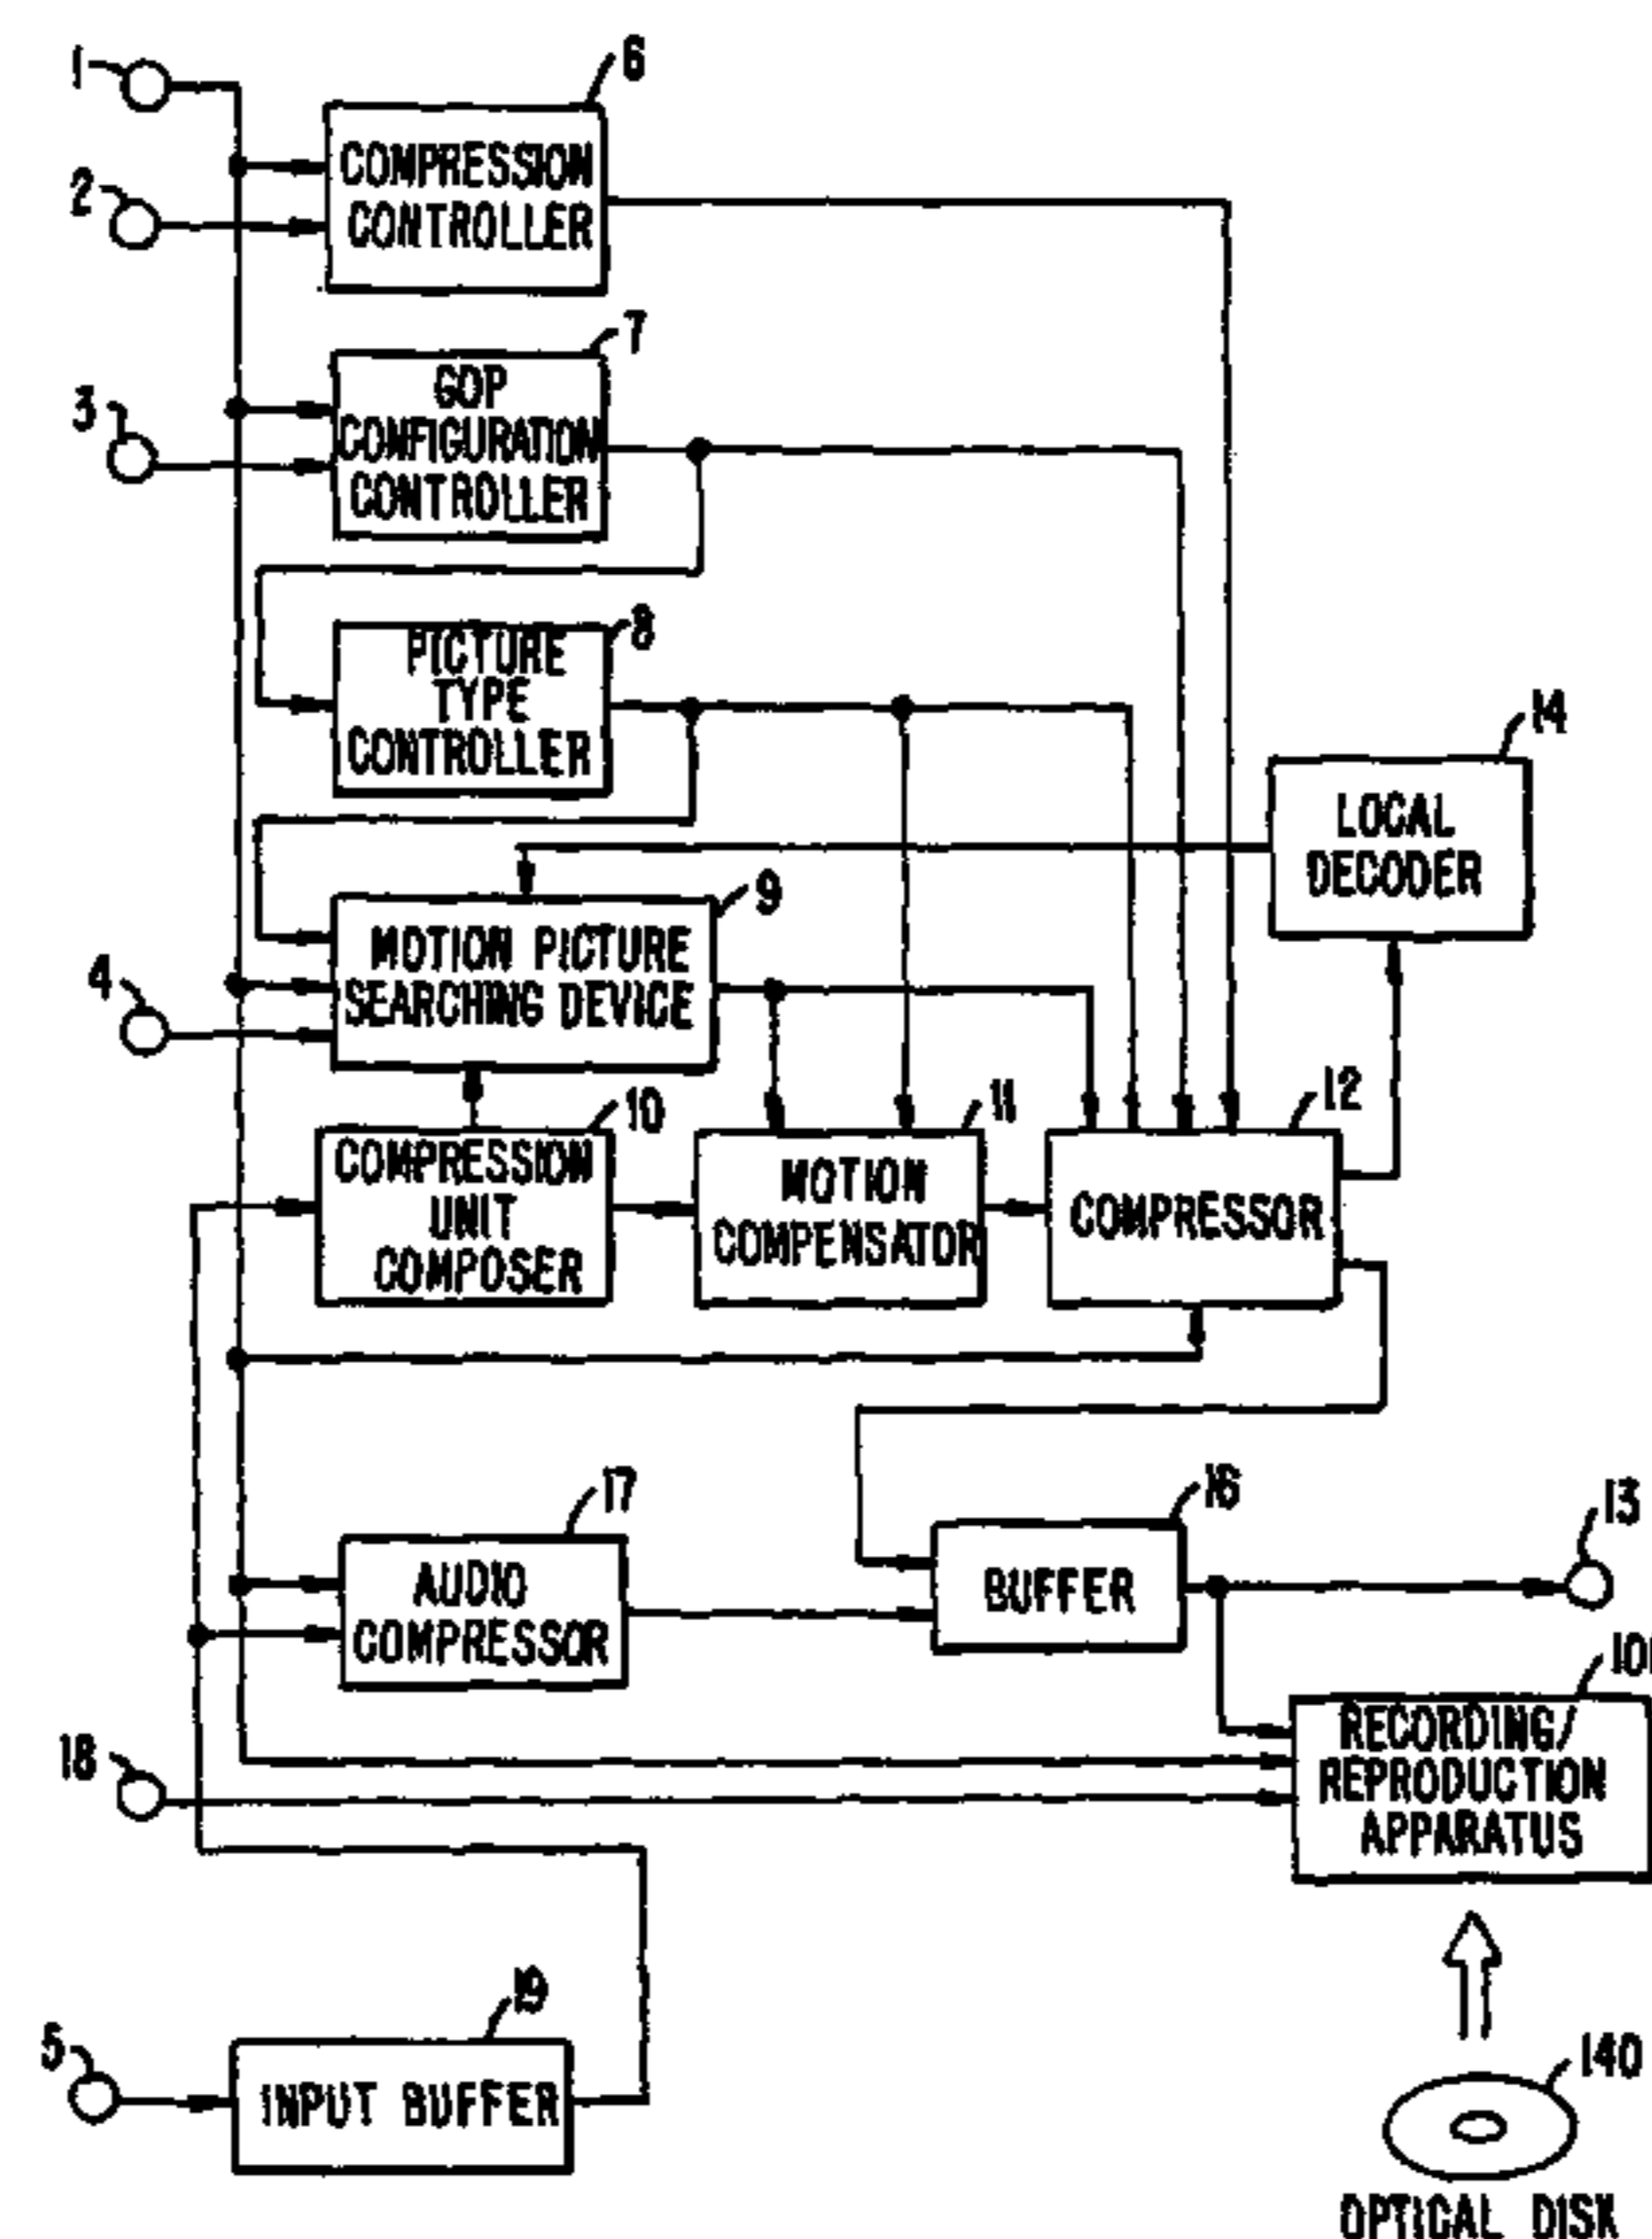 1
6
COMPRESSION
CONTROLLER
2
7
GOP
CONFIGURATION
CONTROLLER
3
8
PICTURE
TYPE
CONTROLLER
14
LOCAL
DECODER
9
MOTION PICTURE
SEARCHING DEVICE
4
10
COMPRESSION
UNIT
COMPOSER
11
MOTION
COMPENSATOR
12
COMPRESSOR
17
AUDIO
COMPRESSOR
16
BUFFER
13
18
RECORDING/
REPRODUCTION
APPARATUS
19
5
INPUT BUFFER
140
OPTICAL DISK